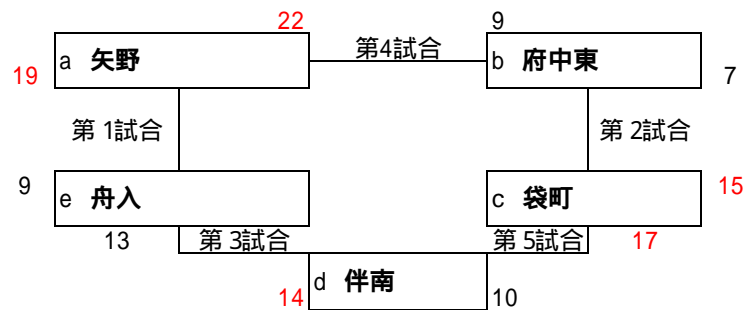 22 9
第4試合
a 矢野
b 府中東
19
7
第 1試合
第 2試合
9
15
e 舟入
c 袋町
13
第 3試合
第 5試合
17
d 伴南
14
10